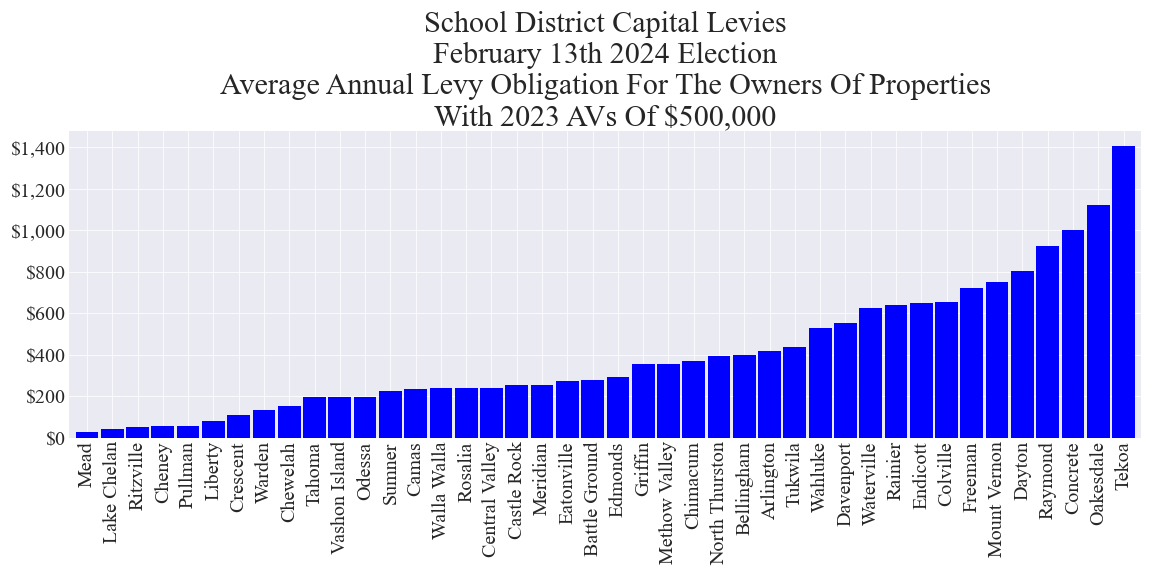 School District Capital Levies
February 13th 2024 Election
Average Annual Levy Obligation For The Owners Of Properties
With 2023 AVs Of $500,000
$1,400
$1,200
$1,000
$800
$600
$400
$200
$0
Mead
Lake Chelan
Ritzville
Cheney
Pullman
Liberty
Crescent
Warden
Chewelah
Tahoma
Vashon Island
Odessa
Sumner
Camas
Walla Walla
Rosalia
Central Valley
Castle Rock
Meridian
Eatonville
Battle Ground
Edmonds
Griffin
Methow Valley
Chimacum
North Thurston
Bellingham
Arlington
Tukwila
Wahluke
Davenport
Waterville
Rainier
Endicott
Colville
Freeman
Mount Vernon
Dayton
Raymond
Concrete
Oakesdale
Tekoa